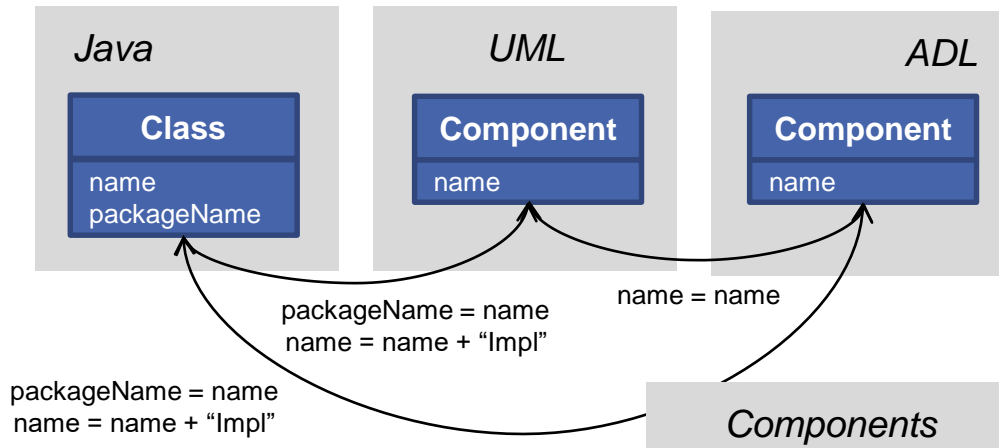 Java
UML
ADL
Class
Component
Component
name
packageName
name
name
packageName = name
name = name + “Impl”
name = name
packageName = name
name = name + “Impl”
Components